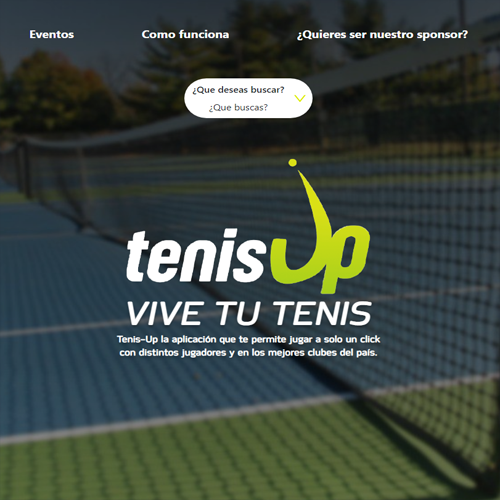 Eventos Como funciona ¿Quieres ser nuestro sponsor?
¿Que deseas buscar?
¿Que buscas?
tenisUp
VIVE TU TENIS
Tenis-Up la aplicación que te permite jugar a solo un click
con distintos jugadores y en los mejores clubes del país.